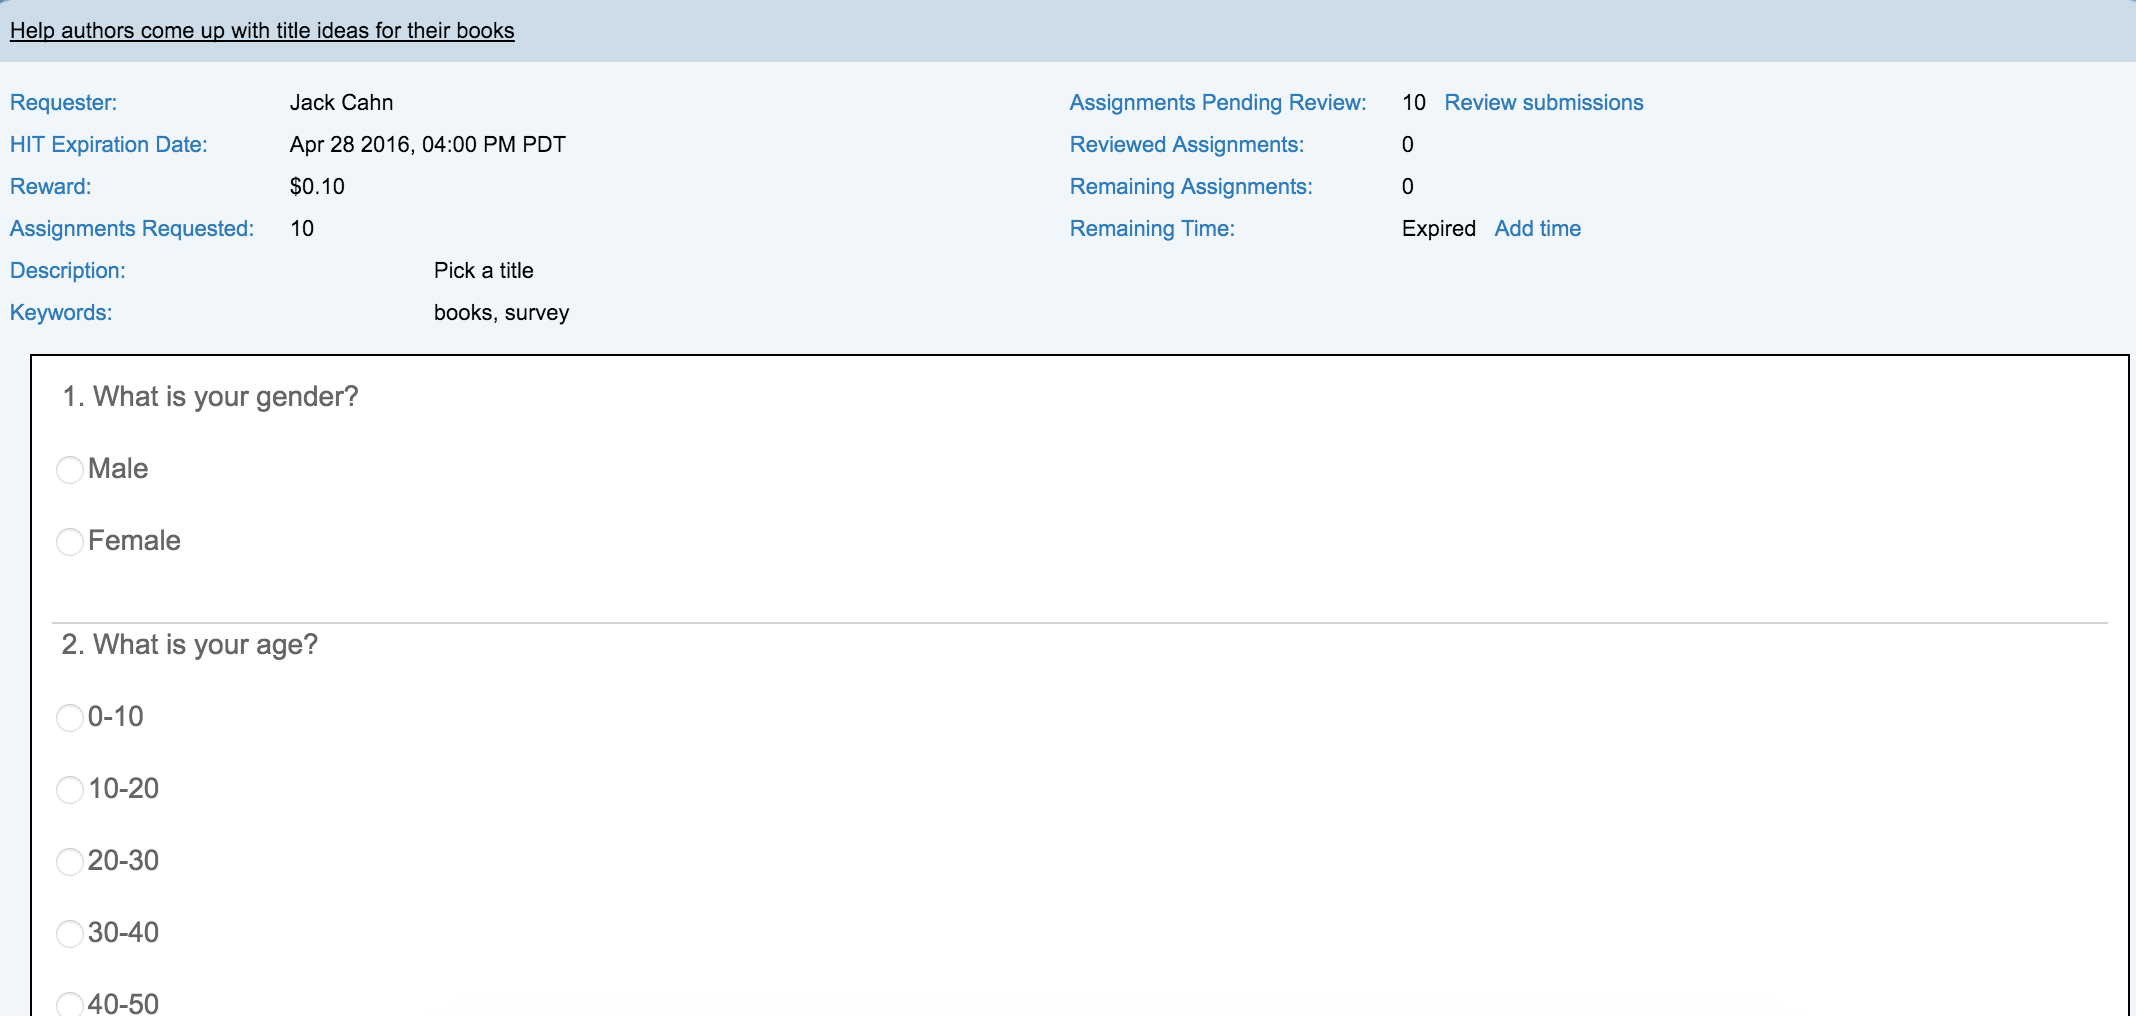 Help authors come up with title ideas for their books
Requester: Jack Cahn
HIT Expiration Date: Apr 28 2016, 04:00 PM PDT
Reward: $0.10
Assignments Requested: 10
Description: Pick a title
Keywords: books, survey
Assignments Pending Review: 10 Review submissions
Reviewed Assignments: 0
Remaining Assignments: 0
Remaining Time: Expired Add time
1. What is your gender?
Male
Female
2. What is your age?
0-10
10-20
20-30
30-40
40-50